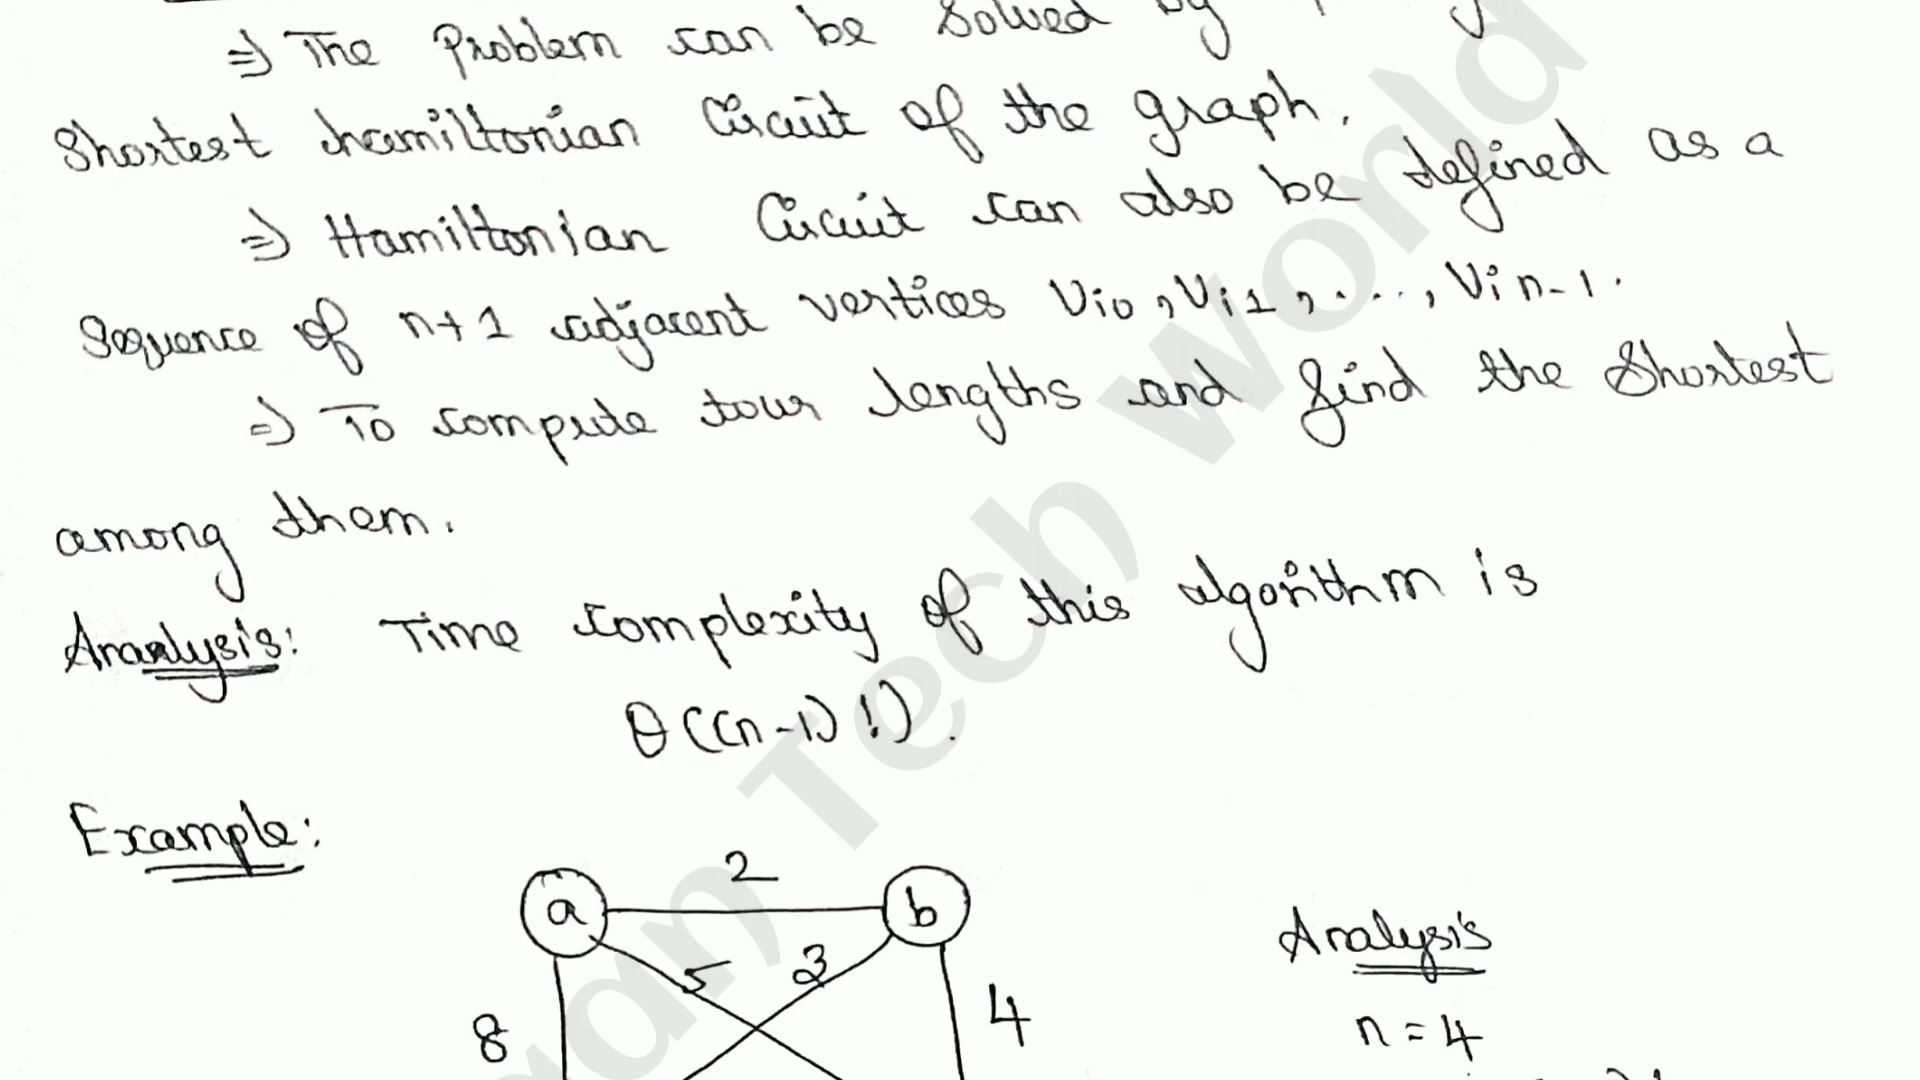 => The Problem can be Solved by
Shortest hamiltonian Circuit of the graph.
=> Hamiltonian Circuit can also be defined as a
Sequence of n+1 adjacent vertices Vi0, Vi1, ..., Vin-1.
=> To compute tour lengths and find the Shortest
among them.
Analysis: Time complexity of this algorithm is
θ((n-1)!).
Example:
2
a b
5 3
8 4
Analysis
n = 4
Tech World